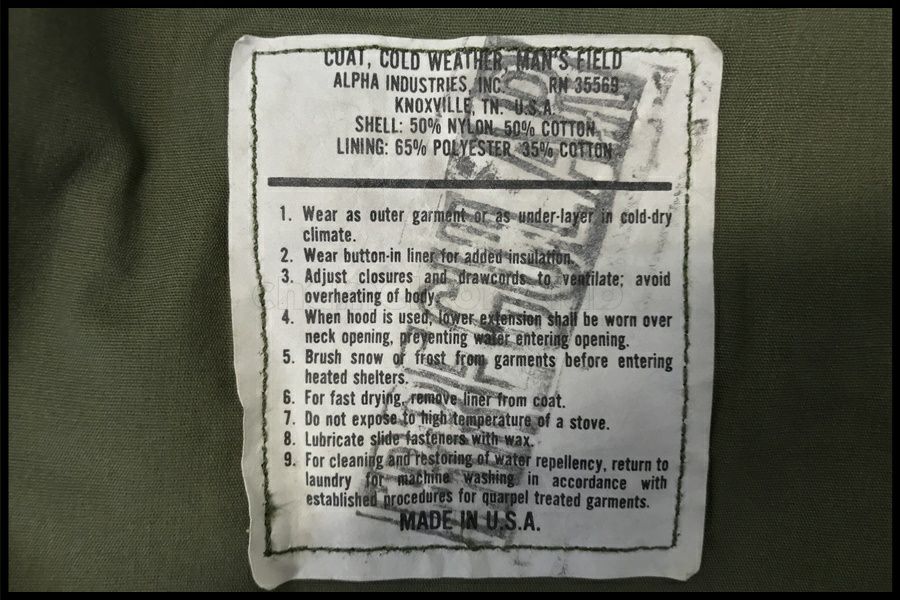 COAT, COLD WEATHER, MAN'S FIELD
ALPHA INDUSTRIES, INC. RN 35569
KNOXVILLE, TN. U.S.A.
SHELL: 50% NYLON, 50% COTTON
LINING: 65% POLYESTER, 35% COTTON
1. Wear as outer garment or as under-layer in cold-dry
climate.
2. Wear button-in liner for added insulation.
3. Adjust closures and drawcords to ventilate; avoid
overheating of body.
4. When hood is used, lower extension shall be worn over
neck opening, preventing water entering opening.
5. Brush snow or frost from garments before entering
heated shelters.
6. For fast drying, remove liner from coat.
7. Do not expose to high temperature of a stove.
8. Lubricate slide fasteners with wax.
9. For cleaning and restoring of water repellency, return to
laundry for machine washing in accordance with
established procedures for quarpel treated garments.
MADE IN U.S.A.